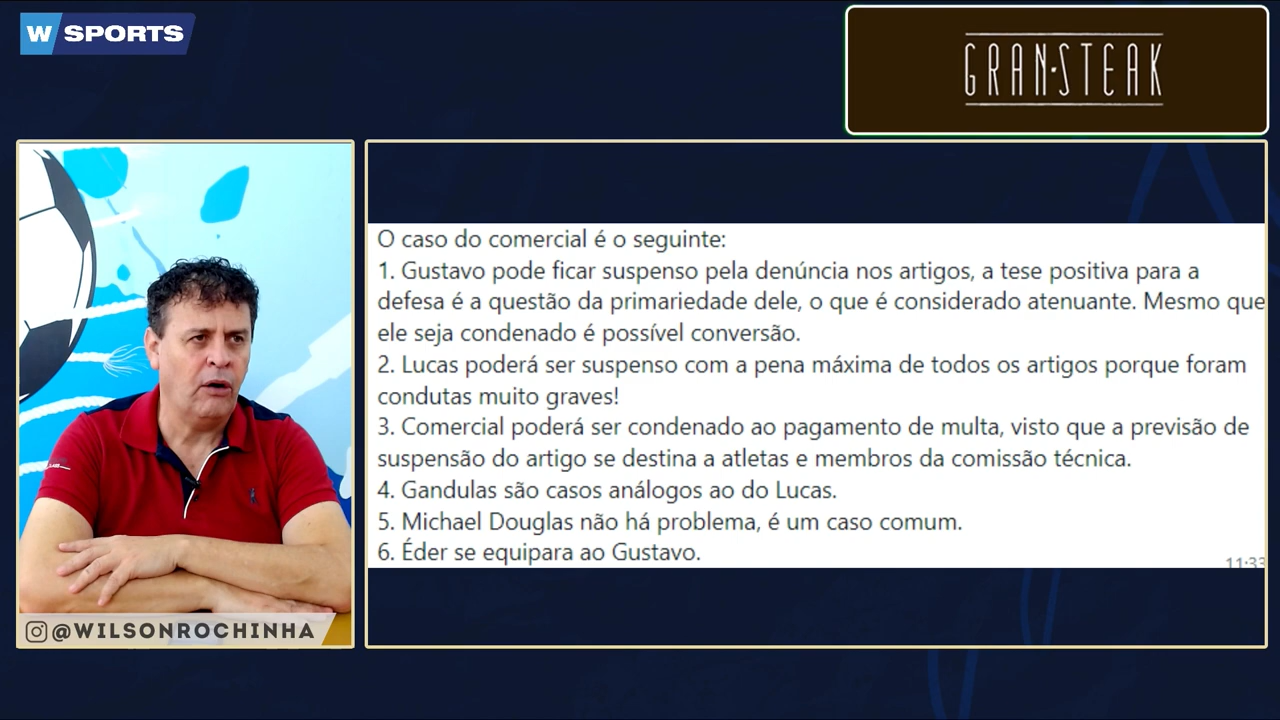 W SPORTS
GRAN·STEAK
O caso do comercial é o seguinte:
1. Gustavo pode ficar suspenso pela denúncia nos artigos, a tese positiva para a
defesa é a questão da primariedade dele, o que é considerado atenuante. Mesmo que
ele seja condenado é possível conversão.
2. Lucas poderá ser suspenso com a pena máxima de todos os artigos porque foram
condutas muito graves!
3. Comercial poderá ser condenado ao pagamento de multa, visto que a previsão de
suspensão do artigo se destina a atletas e membros da comissão técnica.
4. Gandulas são casos análogos ao do Lucas.
5. Michael Douglas não há problema, é um caso comum.
6. Éder se equipara ao Gustavo.
11:33
@WILSONROCHINHA